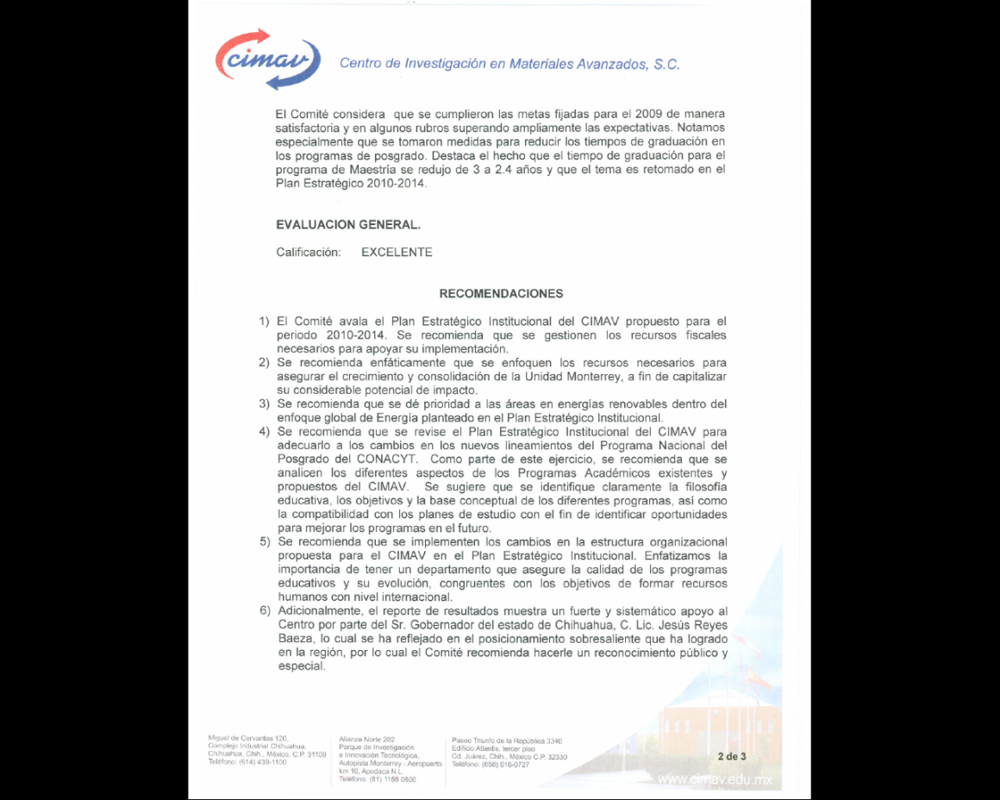 cimav
Centro de Investigación en Materiales Avanzados, S.C.
El Comité considera que se cumplieron las metas fijadas para el 2009 de manera
satisfactoria y en algunos rubros superando ampliamente las expectativas. Notamos
especialmente que se tomaron medidas para reducir los tiempos de graduación en
los programas de posgrado. Destaca el hecho que el tiempo de graduación para el
programa de Maestría se redujo de 3 a 2.4 años y que el tema es retomado en el
Plan Estratégico 2010-2014.
EVALUACION GENERAL.
Calificación: EXCELENTE
RECOMENDACIONES
1) El Comité avala el Plan Estratégico Institucional del CIMAV propuesto para el
periodo 2010-2014. Se recomienda que se gestionen los recursos fiscales
necesarios para apoyar su implementación.
2) Se recomienda enfáticamente que se enfoquen los recursos necesarios para
asegurar el crecimiento y consolidación de la Unidad Monterrey, a fin de capitalizar
su considerable potencial de impacto.
3) Se recomienda que se dé prioridad a las áreas en energías renovables dentro del
enfoque global de Energía planteado en el Plan Estratégico Institucional.
4) Se recomienda que se revise el Plan Estratégico Institucional del CIMAV para
adecuarlo a los cambios en los nuevos lineamientos del Programa Nacional del
Posgrado del CONACYT. Como parte de este ejercicio, se recomienda que se
analicen los diferentes aspectos de los Programas Académicos existentes y
propuestos del CIMAV. Se sugiere que se identifique claramente la filosofía
educativa, los objetivos y la base conceptual de los diferentes programas, así como
la compatibilidad con los planes de estudio con el fin de identificar oportunidades
para mejorar los programas en el futuro.
5) Se recomienda que se implementen los cambios en la estructura organizacional
propuesta para el CIMAV en el Plan Estratégico Institucional. Enfatizamos la
importancia de tener un departamento que asegure la calidad de los programas
educativos y su evolución, congruentes con los objetivos de formar recursos
humanos con nivel internacional.
6) Adicionalmente, el reporte de resultados muestra un fuerte y sistemático apoyo al
Centro por parte del Sr. Gobernador del estado de Chihuahua, C. Lic. Jesús Reyes
Baeza, lo cual se ha reflejado en el posicionamiento sobresaliente que ha logrado
en la región, por lo cual el Comité recomienda hacerle un reconocimiento público y
especial.
Miguel de Cervantes 120,
Complejo Industrial Chihuahua,
Chihuahua, Chih., México. C.P. 31109
Teléfono: (614) 439-1100
Alianza Norte 202
Parque de Investigación
e Innovación Tecnológica,
Autopista Monterrey - Aeropuerto
km 10, Apodaca N.L.
Teléfono: (81) 1156 0800
Paseo Triunfo de la República 3340
Edificio Atlantis, tercer piso
Cd. Juárez, Chih., México C.P. 32330
Teléfono: (656) 616-0727
2 de 3
www.cimav.edu.mx